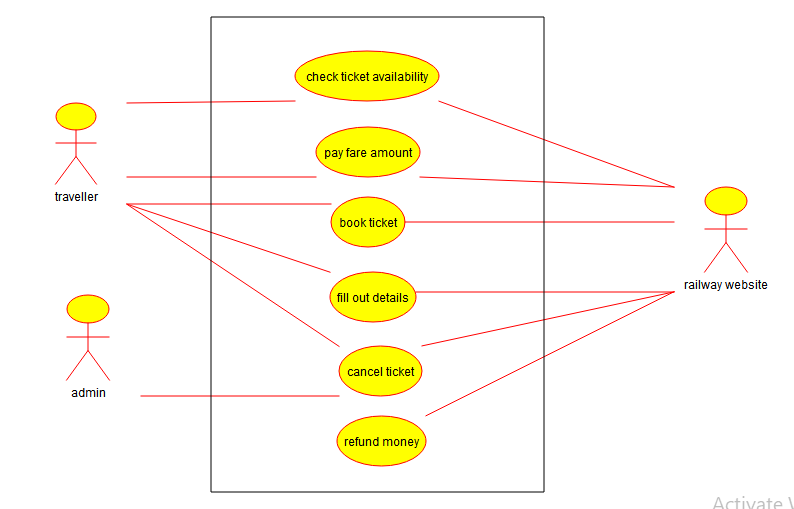 check ticket availability
pay fare amount
traveller
book ticket
railway website
fill out details
cancel ticket
admin
refund money
Activate